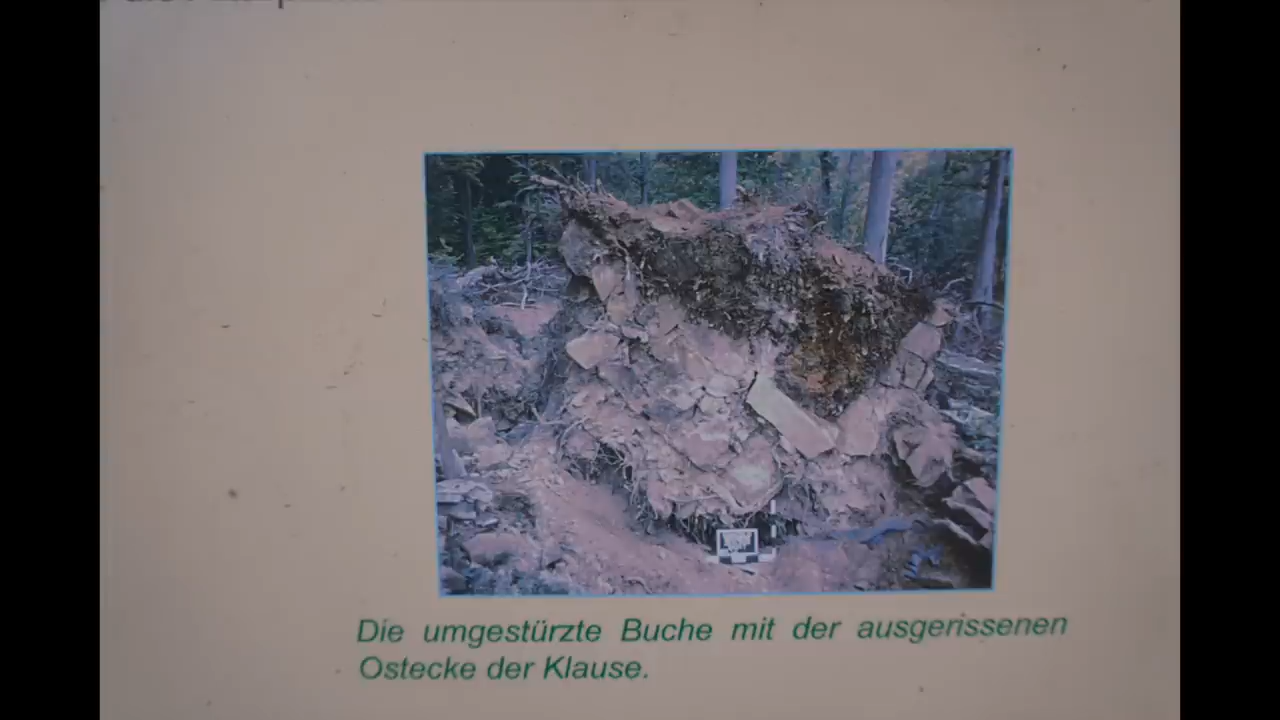 Die umgestürzte Buche mit der ausgerissenen
Ostecke der Klause.